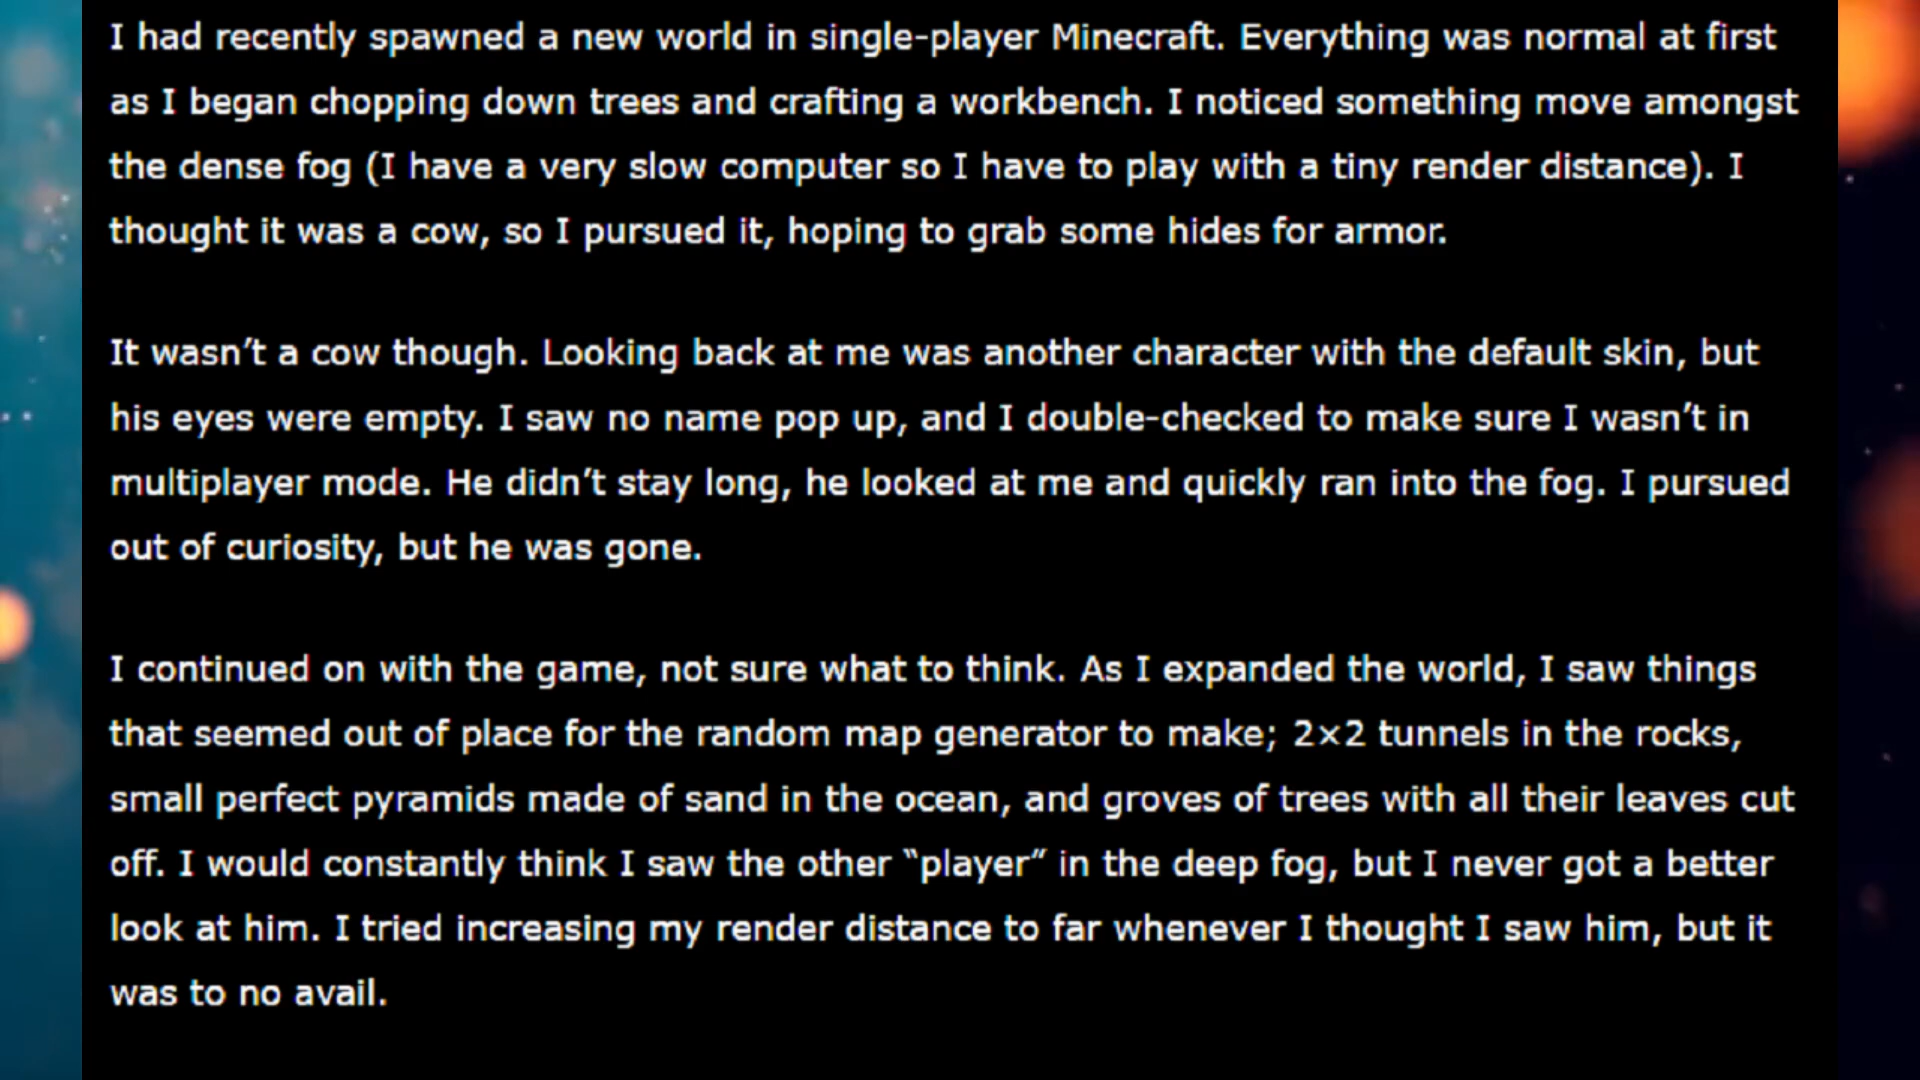 I had recently spawned a new world in single-player Minecraft. Everything was normal at first
as I began chopping down trees and crafting a workbench. I noticed something move amongst
the dense fog (I have a very slow computer so I have to play with a tiny render distance). I
thought it was a cow, so I pursued it, hoping to grab some hides for armor.
It wasn’t a cow though. Looking back at me was another character with the default skin, but
his eyes were empty. I saw no name pop up, and I double-checked to make sure I wasn’t in
multiplayer mode. He didn’t stay long, he looked at me and quickly ran into the fog. I pursued
out of curiosity, but he was gone.
I continued on with the game, not sure what to think. As I expanded the world, I saw things
that seemed out of place for the random map generator to make; 2×2 tunnels in the rocks,
small perfect pyramids made of sand in the ocean, and groves of trees with all their leaves cut
off. I would constantly think I saw the other “player” in the deep fog, but I never got a better
look at him. I tried increasing my render distance to far whenever I thought I saw him, but it
was to no avail.